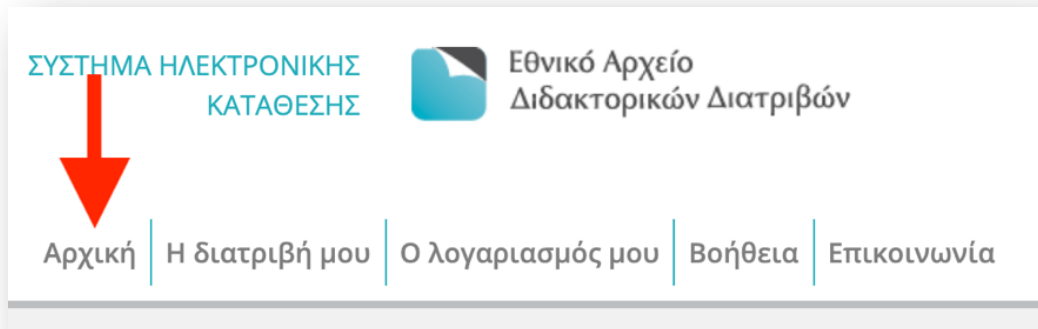 ΣΥΣΤΗΜΑ ΗΛΕΚΤΡΟΝΙΚΗΣ
ΚΑΤΑΘΕΣΗΣ
Εθνικό Αρχείο
Διδακτορικών Διατριβών
Αρχική Η διατριβή μου Ο λογαριασμός μου Βοήθεια Επικοινωνία